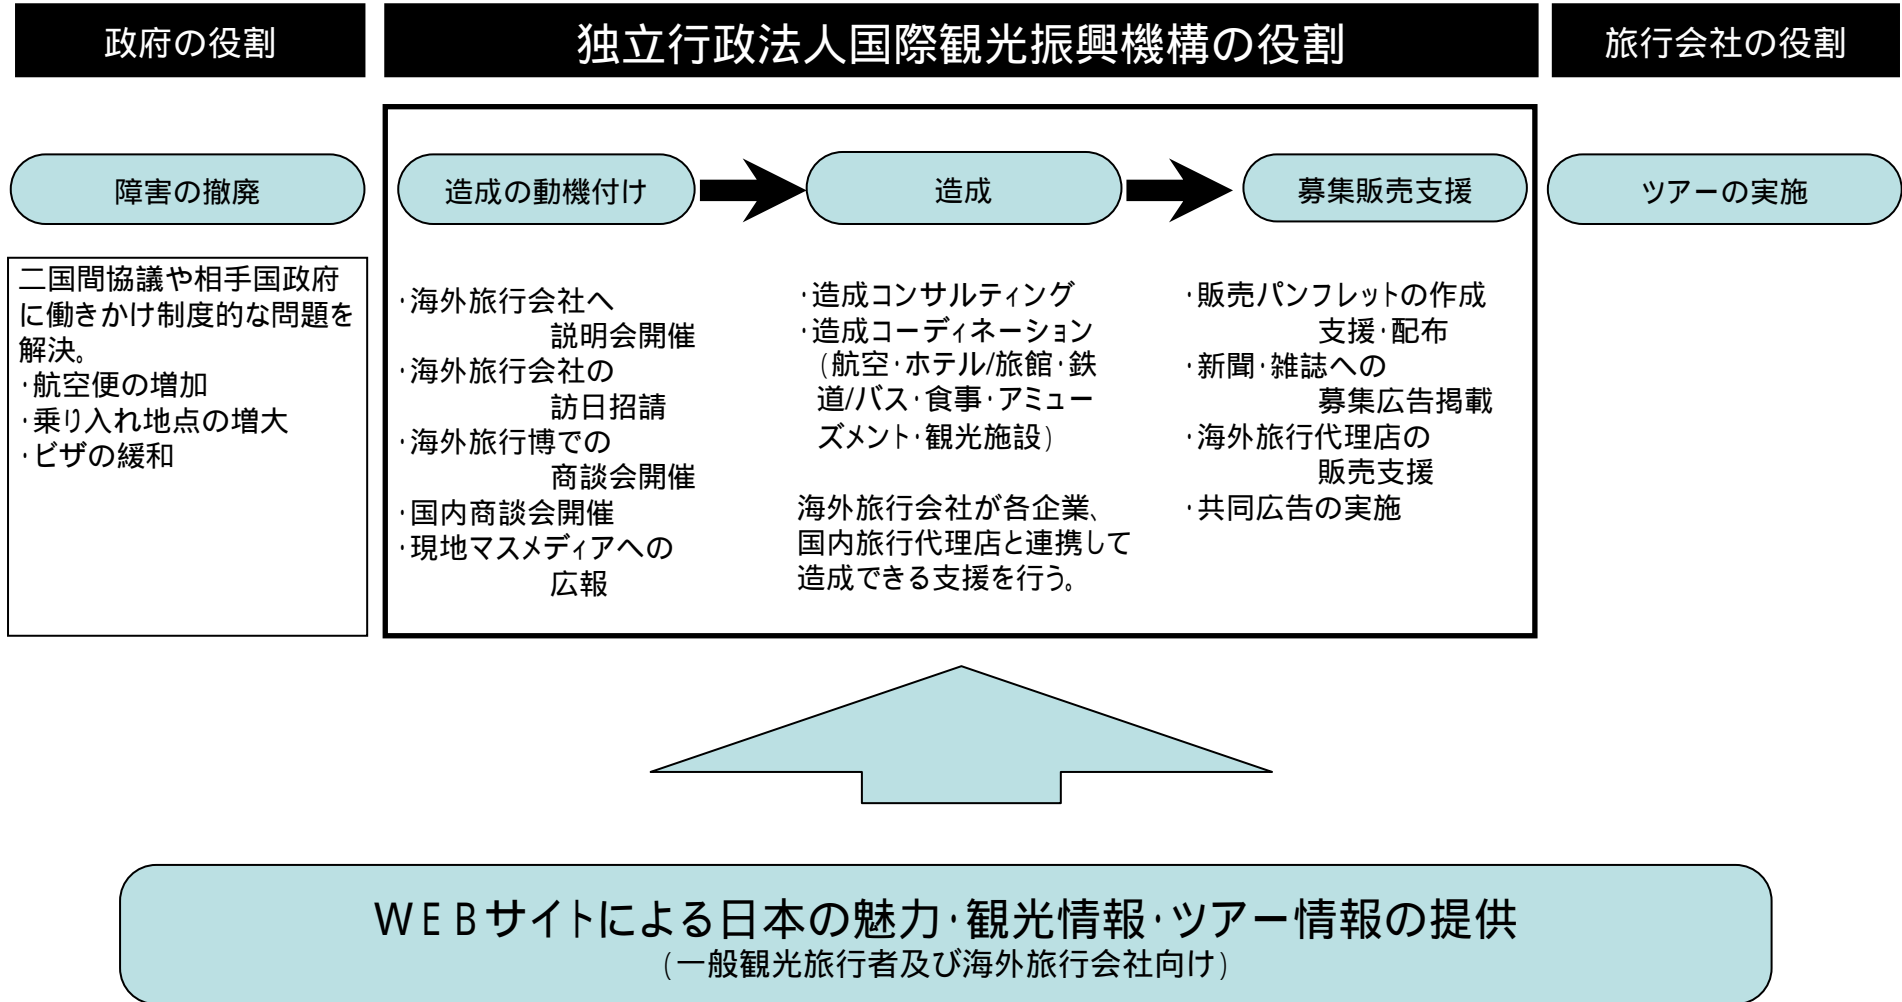 政府の役割
独立行政法人国際観光振興機構の役割
旅行会社の役割
障害の撤廃
造成の動機付け
造成
募集販売支援
ツアーの実施
二国間協議や相手国政府
に働きかけ制度的な問題を
解決。
・航空便の増加
・乗り入れ地点の増大
・ビザの緩和
・海外旅行会社へ
説明会開催
・海外旅行会社の
訪日招請
・海外旅行博での
商談会開催
・国内商談会開催
・現地マスメディアへの
広報
・造成コンサルティング
・造成コーディネーション
(航空・ホテル/旅館・鉄
道/バス・食事・アミュー
ズメント・観光施設)
海外旅行会社が各企業、
国内旅行代理店と連携して
造成できる支援を行う。
・販売パンフレットの作成
支援・配布
・新聞・雑誌への
募集広告掲載
・海外旅行代理店の
販売支援
・共同広告の実施
WEBサイトによる日本の魅力・観光情報・ツアー情報の提供
(一般観光旅行者及び海外旅行会社向け)